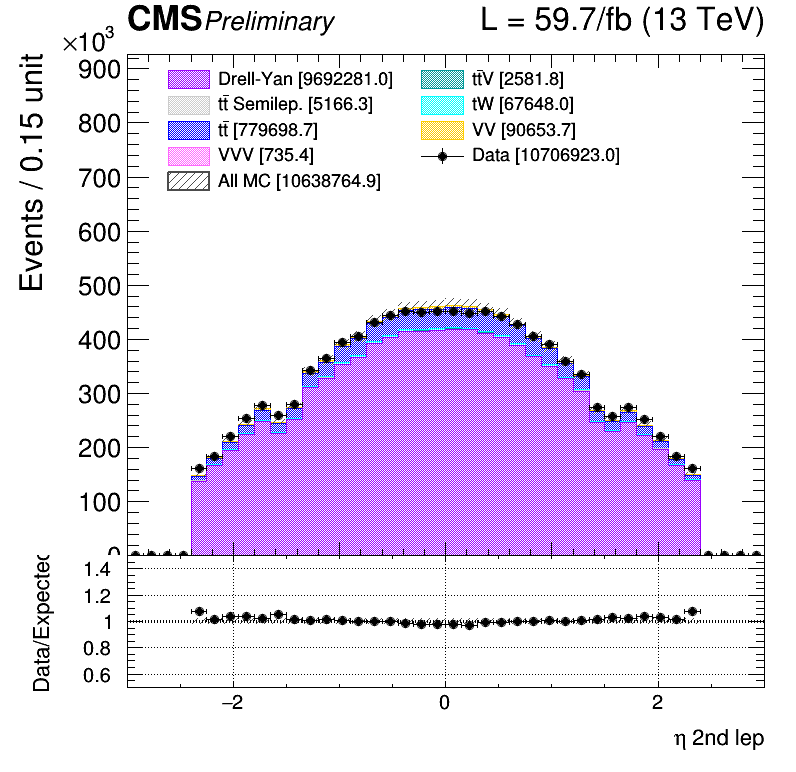 CMS Preliminary L = 59.7/fb (13 TeV)
×10³
Events / 0.15 unit
900
800
700
600
500
400
300
200
100
0
Drell-Yan [9692281.0]
tt̄ Semilep. [5166.3]
tt̄ [779698.7]
VVV [735.4]
All MC [10638764.9]
tt̄V [2581.8]
tW [67648.0]
VV [90653.7]
Data [10706923.0]
Data/Expected
1.4
1.2
1
0.8
0.6
−2 0 2
η 2nd lep